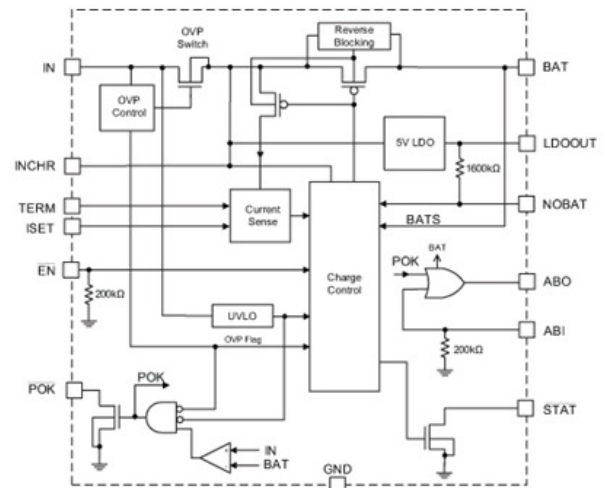 OVP
Switch
Reverse
Blocking
IN
BAT
OVP
Control
5V LDO
LDOOUT
INCHR
1600kΩ
TERM
NOBAT
ISET
Current
Sense
BATS
EN
Charge
Control
BAT
POK
ABO
200kΩ
UVLO
OVP Flag
ABI
200kΩ
POK
POK
STAT
IN
BAT
GND